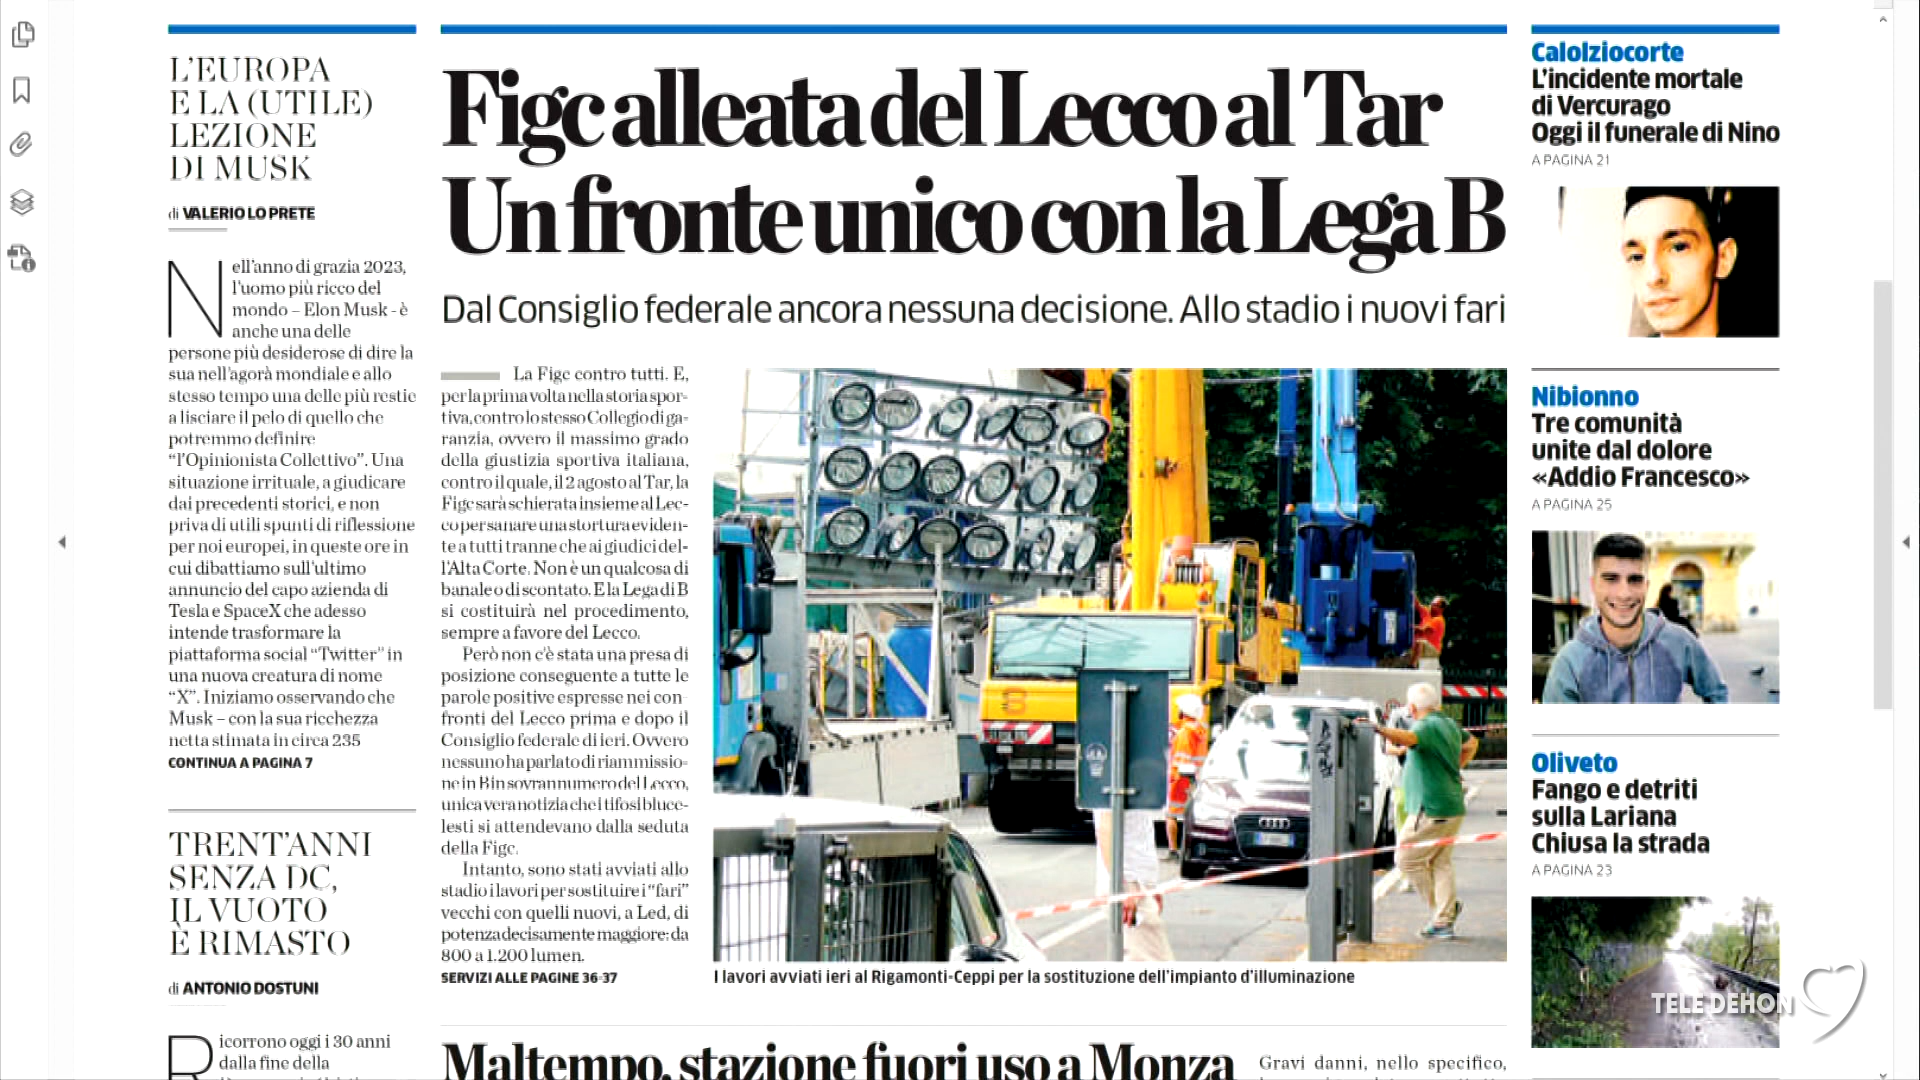 L'EUROPA
E LA (UTILE)
LEZIONE
DI MUSK
di VALERIO LO PRETE
Nell'anno di grazia 2023,
l'uomo più ricco del
mondo – Elon Musk - è
anche una delle
persone più desiderose di dire la
sua nell'agorà mondiale e allo
stesso tempo una delle più restie
a lisciare il pelo di quello che
potremmo definire
“l'Opinionista Collettivo”. Una
situazione irrituale, a giudicare
dai precedenti storici, e non
priva di utili spunti di riflessione
per noi europei, in queste ore in
cui dibattiamo sull'ultimo
annuncio del capo azienda di
Tesla e SpaceX che adesso
intende trasformare la
piattaforma social “Twitter” in
una nuova creatura di nome
“X”. Iniziamo osservando che
Musk – con la sua ricchezza
netta stimata in circa 235
CONTINUA A PAGINA 7
TRENT'ANNI
SENZA DC,
IL VUOTO
È RIMASTO
di ANTONIO DOSTUNI
Ricorrono oggi i 30 anni
dalla fine della
Figc alleata del Lecco al Tar
Un fronte unico con la Lega B
Dal Consiglio federale ancora nessuna decisione. Allo stadio i nuovi fari
La Figc contro tutti. E,
per la prima volta nella storia spor-
tiva, contro lo stesso Collegio di ga-
ranzia, ovvero il massimo grado
della giustizia sportiva italiana,
contro il quale, il 2 agosto al Tar, la
Figc sarà schierata insieme al Lec-
co per sanare una stortura eviden-
te a tutti tranne che ai giudici del-
l'Alta Corte. Non è un qualcosa di
banale o di scontato. E la Lega di B
si costituirà nel procedimento,
sempre a favore del Lecco.
Però non c'è stata una presa di
posizione conseguente a tutte le
parole positive espresse nei con-
fronti del Lecco prima e dopo il
Consiglio federale di ieri. Ovvero
nessuno ha parlato di riammissio-
ne in B in sovrannumero del Lecco,
unica vera notizia che i tifosi bluce-
lesti si attendevano dalla seduta
della Figc.
Intanto, sono stati avviati allo
stadio i lavori per sostituire i “fari”
vecchi con quelli nuovi, a Led, di
potenza decisamente maggiore: da
800 a 1.200 lumen.
SERVIZI ALLE PAGINE 36-37
I lavori avviati ieri al Rigamonti-Ceppi per la sostituzione dell'impianto d'illuminazione
Maltempo, stazione fuori uso a Monza
Gravi danni, nello specifico,
Calolziocorte
L'incidente mortale
di Vercurago
Oggi il funerale di Nino
A PAGINA 21
Nibionno
Tre comunità
unite dal dolore
«Addio Francesco»
A PAGINA 25
Oliveto
Fango e detriti
sulla Lariana
Chiusa la strada
A PAGINA 23
TELE DEHON